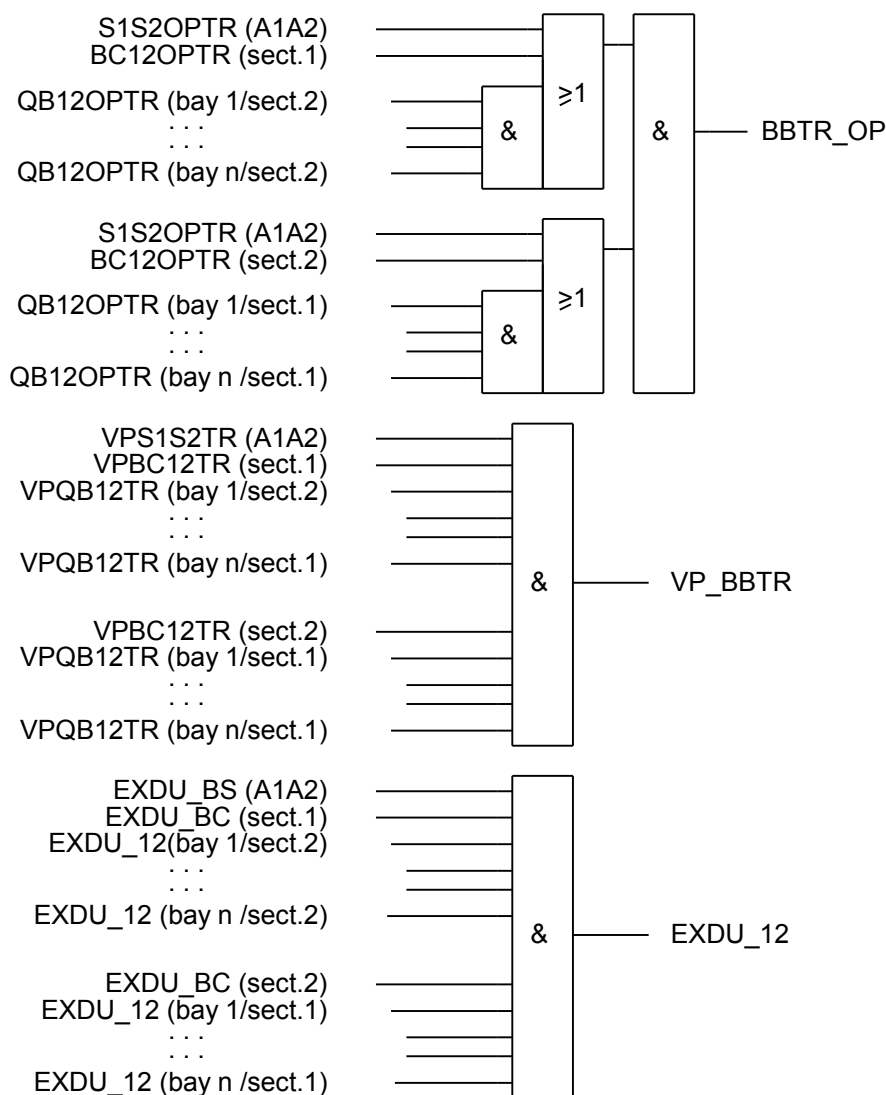 S1S2OPTR (A1A2)
BC12OPTR (sect.1)
QB12OPTR (bay 1/sect.2)
. . .
. . .
QB12OPTR (bay n/sect.2)
&
≥1
&
BBTR_OP
S1S2OPTR (A1A2)
BC12OPTR (sect.2)
QB12OPTR (bay 1/sect.1)
. . .
. . .
QB12OPTR (bay n /sect.1)
&
≥1
VPS1S2TR (A1A2)
VPBC12TR (sect.1)
VPQB12TR (bay 1/sect.2)
. . .
. . .
VPQB12TR (bay n/sect.1)
VPBC12TR (sect.2)
VPQB12TR (bay 1/sect.1)
. . .
. . .
VPQB12TR (bay n/sect.1)
&
VP_BBTR
EXDU_BS (A1A2)
EXDU_BC (sect.1)
EXDU_12(bay 1/sect.2)
. . .
. . .
EXDU_12 (bay n /sect.2)
EXDU_BC (sect.2)
EXDU_12 (bay 1/sect.1)
. . .
. . .
EXDU_12 (bay n /sect.1)
&
EXDU_12